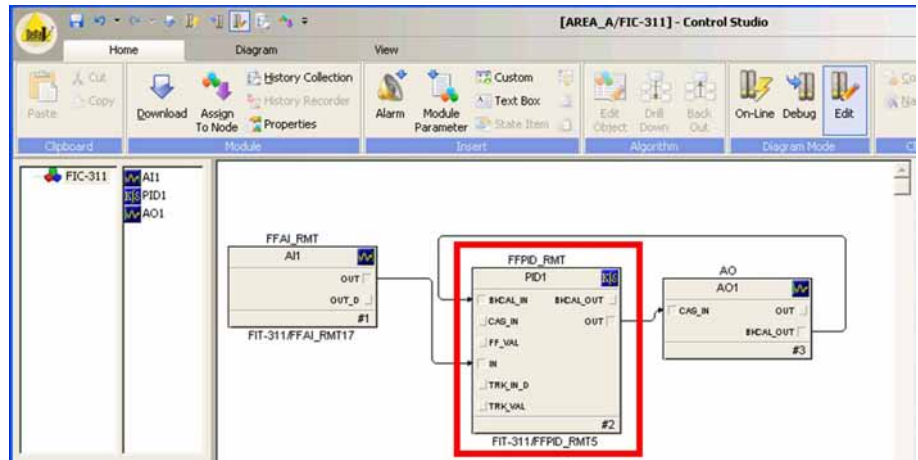 [AREA_A/FIC-311] - Control Studio
DeltaV
Home Diagram View
Paste
Cut
Copy
Clipboard
Download
Assign To Node
History Collection
History Recorder
Properties
Module
Alarm
Module Parameter
Custom
Text Box
State Item
Insert
Edit Object
Drill Down
Back Out
Algorithm
On-Line
Debug
Edit
Diagram Mode
FIC-311
AI1
PID1
AO1
FFAI_RMT
AI1
OUT
OUT_D
#1
FIT-311/FFAI_RMT17
FFPID_RMT
PID1
BKCAL_IN BKCAL_OUT
CAS_IN OUT
FF_VAL
IN
TRK_IN_D
TRK_VAL
#2
FIT-311/FFPID_RMT5
AO
AO1
CAS_IN OUT
BKCAL_OUT
#3